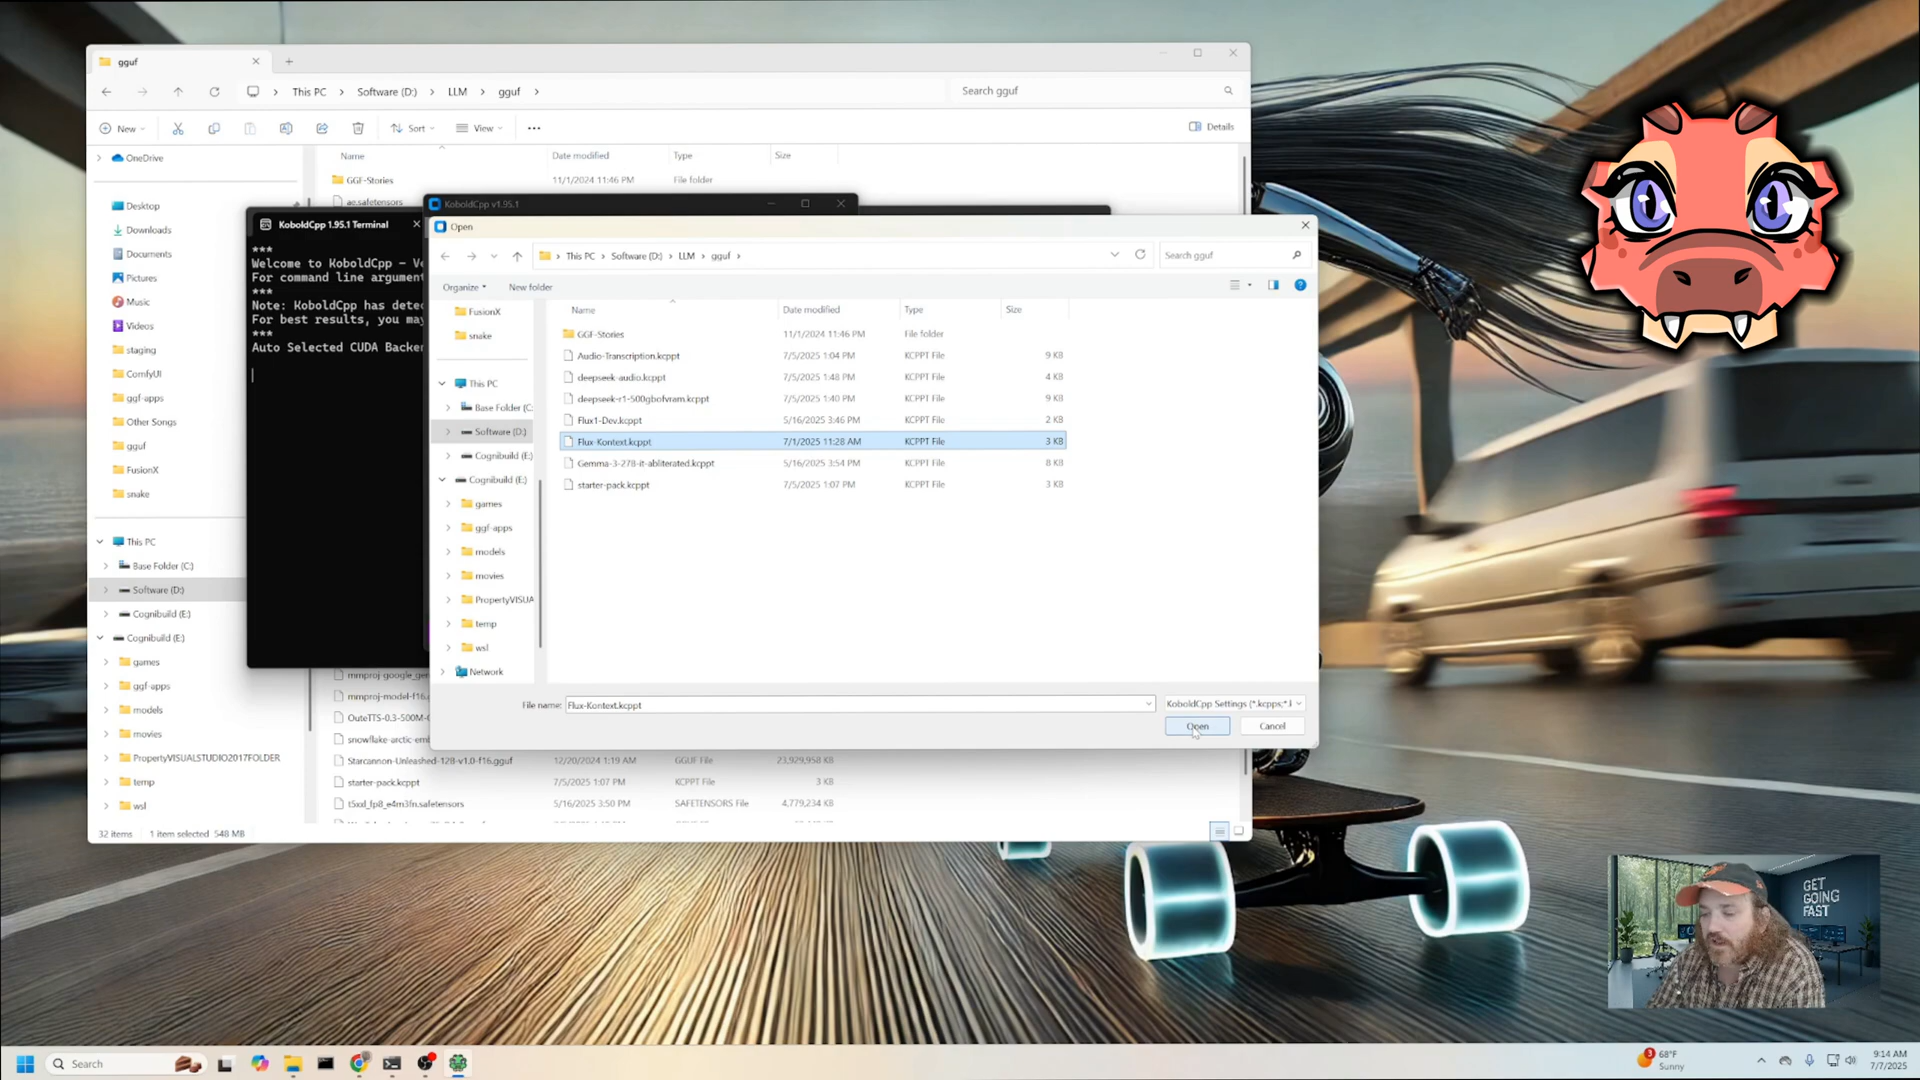 gguf
This PC
Software (D:)
LLM
gguf
Search gguf
New
Sort
View
Details
OneDrive
Desktop
Downloads
Documents
Pictures
Music
Videos
staging
ComfyUI
ggf-apps
Other Songs
gguf
FusionX
snake
This PC
Base Folder (C:)
Software (D:)
Cognibuild (E:)
Cognibuild (E:)
games
ggf-apps
models
movies
PropertyVISUALSTUDIO2017FOLDER
temp
wsl
32 items
1 item selected 548 MB
Name
Date modified
Type
Size
GGF-Stories 11/1/2024 11:46 PM File folder
ae.safetensors
mmproj-model-f16.
OuteTTS-0.3-500M-
snowflake-arctic-em
Starcannon-Unleashed-12B-v1.0-f16.gguf 12/20/2024 1:19 AM GGUF File 23,929,958 KB
starter-pack.kcppt 7/5/2025 1:07 PM KCPPT File 3 KB
t5xxl_fp8_e4m3fn.safetensors 5/16/2025 3:50 PM SAFETENSORS File 4,779,234 KB
KoboldCpp 1.95.1 Terminal
***
Welcome to KoboldCpp - Ve
For command line argument
***
Note: KoboldCpp has detec
For best results, you may
***
Auto Selected CUDA Backen
KoboldCpp v1.95.1
Open
This PC
Software (D:)
LLM
gguf
Search gguf
Organize
New folder
FusionX
snake
This PC
Base Folder (C:
Software (D:)
Cognibuild (E:)
Cognibuild (E:)
games
ggf-apps
models
movies
PropertyVISUA
temp
wsl
Network
Name Date modified Type Size
GGF-Stories 11/1/2024 11:46 PM File folder
Audio-Transcription.kcppt 7/5/2025 1:04 PM KCPPT File 9 KB
deepseek-audio.kcppt 7/5/2025 1:48 PM KCPPT File 4 KB
deepseek-r1-500gbofvram.kcppt 7/5/2025 1:40 PM KCPPT File 9 KB
Flux1-Dev.kcppt 5/16/2025 3:46 PM KCPPT File 2 KB
Flux-Kontext.kcppt 7/1/2025 11:28 AM KCPPT File 3 KB
Gemma-3-27B-it-abliterated.kcppt 5/16/2025 3:54 PM KCPPT File 8 KB
starter-pack.kcppt 7/5/2025 1:07 PM KCPPT File 3 KB
File name: Flux-Kontext.kcppt
KoboldCpp Settings (*.kcpps;*.l
Open
Cancel
GET
GOING
FAST
Search
3
68°F
Sunny
9:14 AM
7/7/2025